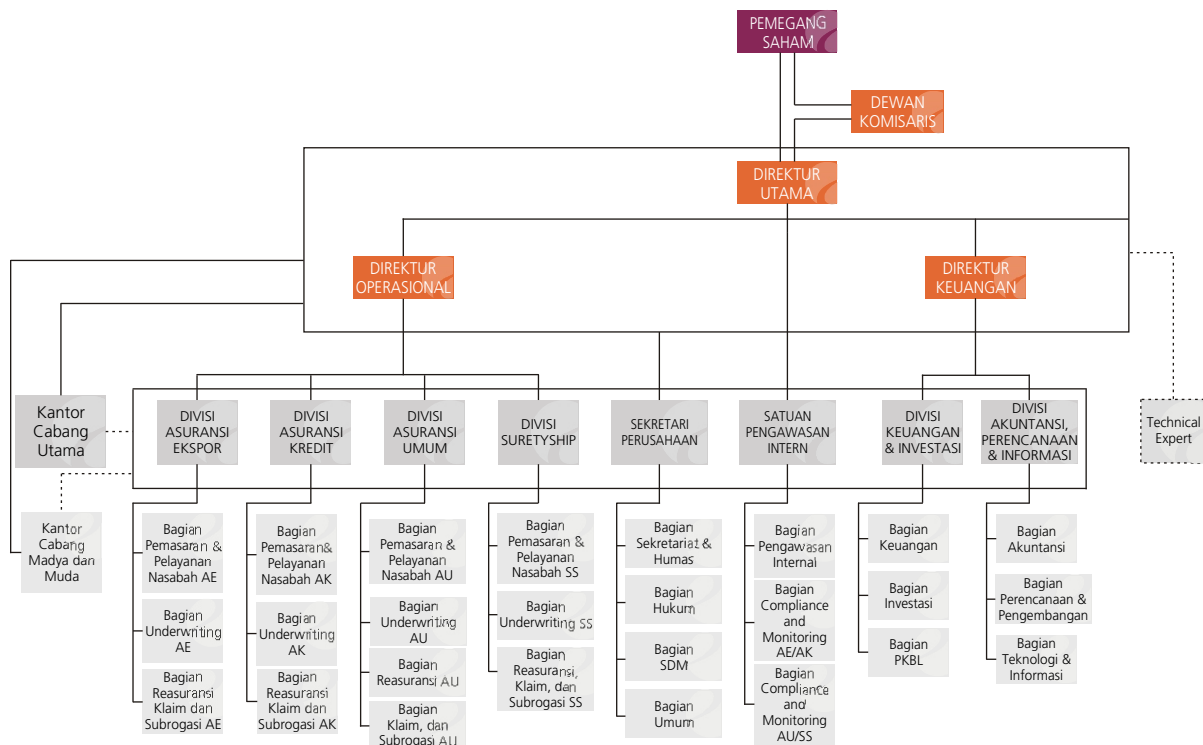 PEMEGANG
SAHAM
DEWAN
KOMISARIS
DIREKTUR
UTAMA
DIREKTUR
OPERASIONAL
DIREKTUR
KEUANGAN
Kantor
Cabang
Utama
DIVISI
ASURANSI
EKSPOR
DIVISI
ASURANSI
KREDIT
DIVISI
ASURANSI
UMUM
DIVISI
SURETYSHIP
SEKRETARI
PERUSAHAAN
SATUAN
PENGAWASAN
INTERN
DIVISI
KEUANGAN
& INVESTASI
DIVISI
AKUNTANSI,
PERENCANAAN
& INFORMASI
Technical
Expert
Kantor
Cabang
Madya dan
Muda
Bagian
Pemasaran &
Pelayanan
Nasabah AE
Bagian
Underwriting
AE
Bagian
Reasuransi
Klaim dan
Subrogasi AE
Bagian
Pemasaran&
Pelayanan
Nasabah AK
Bagian
Underwriting
AK
Bagian
Reasuransi
Klaim dan
Subrogasi AK
Bagian
Pemasaran &
Pelayanan
Nasabah AU
Bagian
Underwriting
AU
Bagian
Reasuransi AU
Bagian
Klaim, dan
Subrogasi AU
Bagian
Pemasaran &
Pelayanan
Nasabah SS
Bagian
Underwriting SS
Bagian
Reasuransi,
Klaim, dan
Subrogasi SS
Bagian
Sekretariat &
Humas
Bagian
Hukum
Bagian
SDM
Bagian
Umum
Bagian
Pengawasan
Internal
Bagian
Compliance
and
Monitoring
AE/AK
Bagian
Compliance
and
Monitoring
AU/SS
Bagian
Keuangan
Bagian
Investasi
Bagian
PKBL
Bagian
Akuntansi
Bagian
Perencanaan &
Pengembangan
Bagian
Teknologi &
Informasi